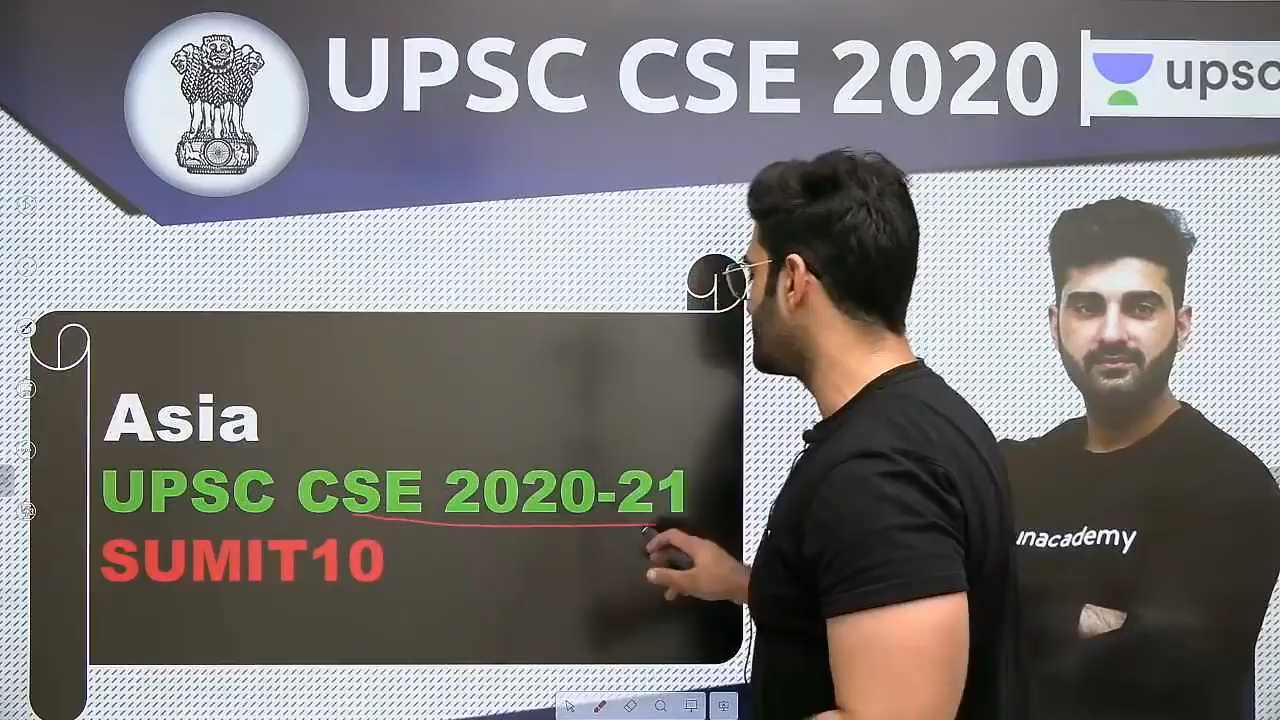 UPSC CSE 2020
upsc
Asia
UPSC CSE 2020-21
SUMIT10
unacademy